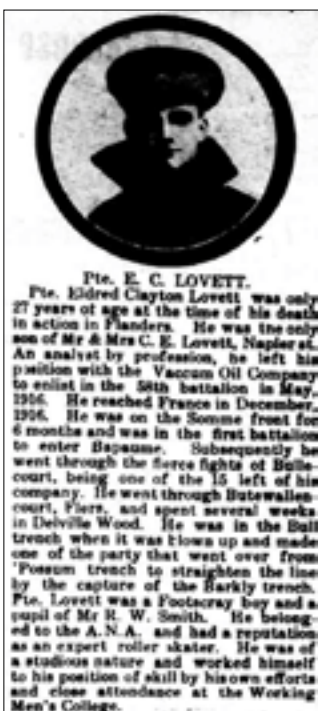 Pte. E. C. LOVETT.
Pte. Eldred Clayton Lovett was only
27 years of age at the time of his death
in action in Flanders. He was tne only
son of Mr & Mrs C. E. Lovett, Napier st.
An analyst by profession, he left his
position with the Vaccum Oil Company
to enlist in the 58th battalion in May,
1916. He reached France in December,
1916. He was on the Somme front for
6 months and was in the first battalion
to enter Bapaume. Subsequently he
went through the fierce fights of Bulle-
court, being one of the 15 left of his
company. He went through Butewallen-
court, Flers, and spent several weeks
in Delville Wood. He was in the Bull
trench when it was blown up and made
one of the party that went over from
'Possum trench to straighten the line
by the capture of the Barkly trench.
Pte. Lovett was a Footscray boy and a
pupil of Mr R. W. Smith. He belong-
ed to the A.N.A. and had a reputation
as an expert roller skater. He was of
a studious nature and worked himself
to his position of skill by his own efforts
and close attendance at the Working
Men's College.